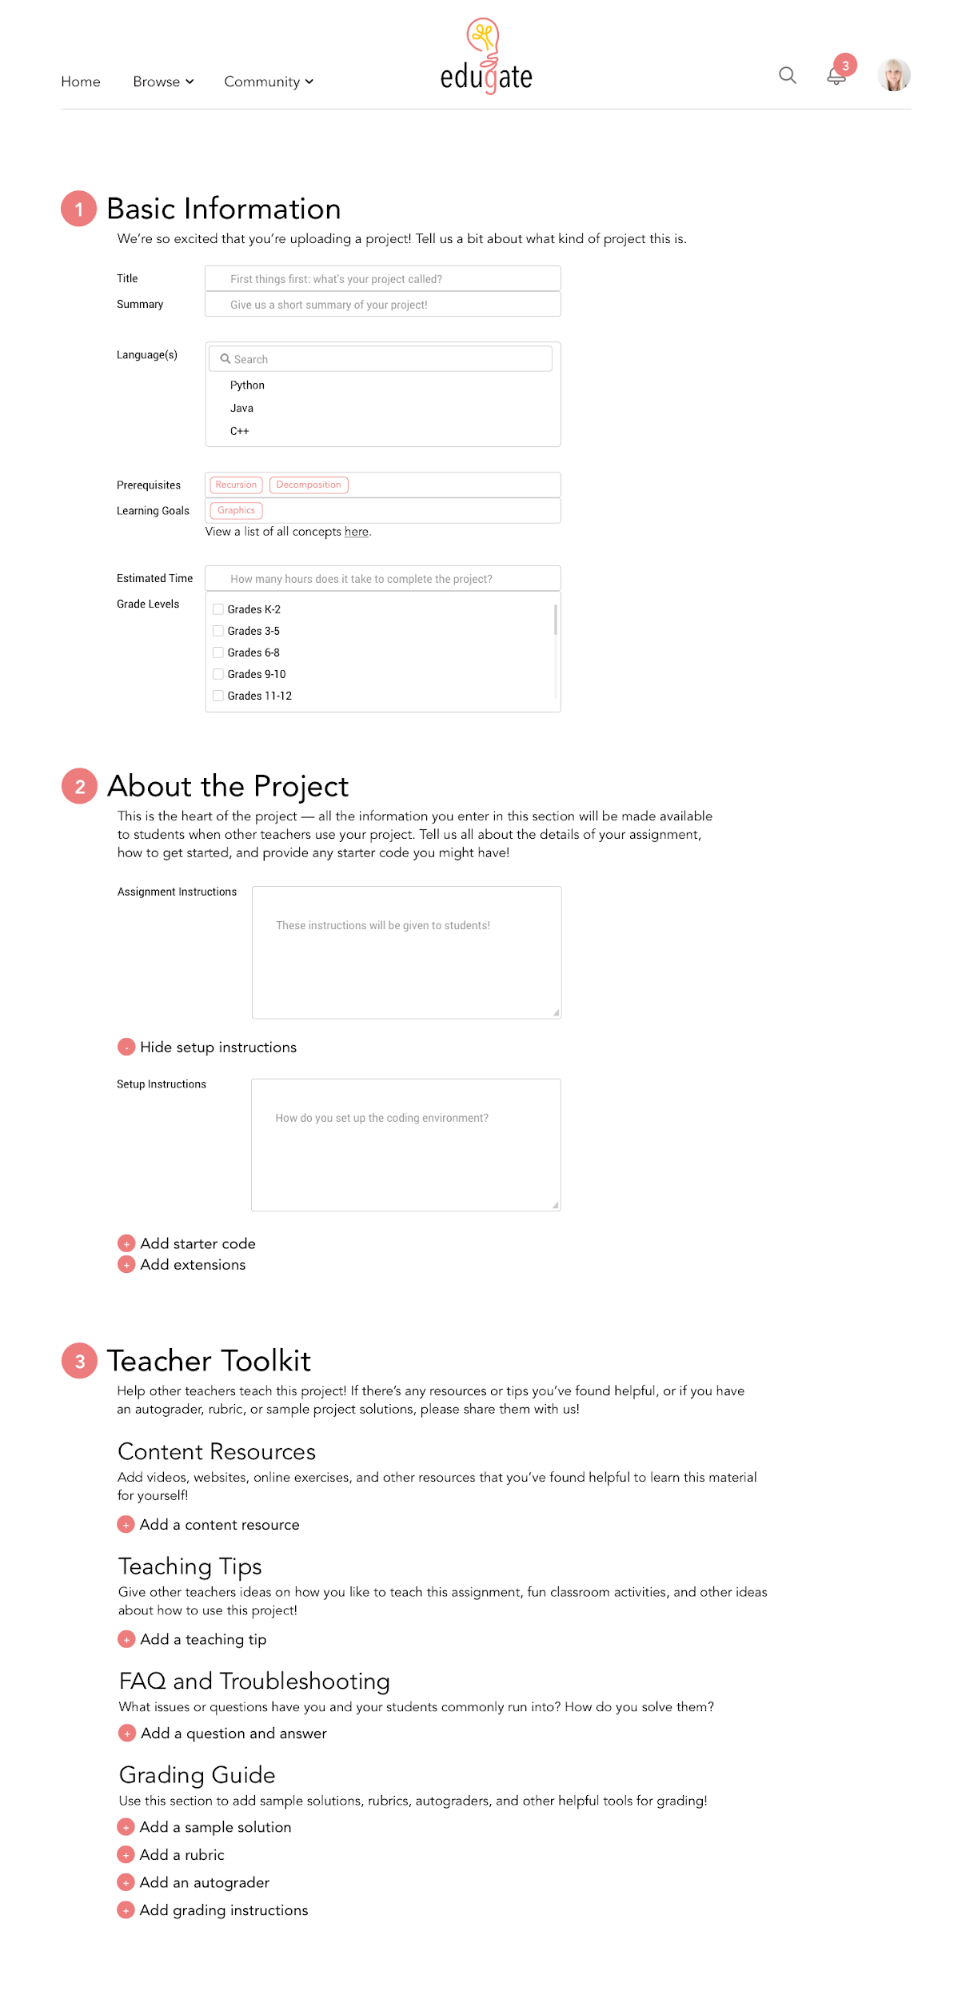 edugate
Home Browse Community 3
1 Basic Information
We're so excited that you're uploading a project! Tell us a bit about what kind of project this is.
Title First things first: what's your project called?
Summary Give us a short summary of your project!
Language(s) Search
Python
Java
C++
Prerequisites Recursion Decomposition
Learning Goals Graphics
View a list of all concepts here.
Estimated Time How many hours does it take to complete the project?
Grade Levels
Grades K-2
Grades 3-5
Grades 6-8
Grades 9-10
Grades 11-12
2 About the Project
This is the heart of the project — all the information you enter in this section will be made available
to students when other teachers use your project. Tell us all about the details of your assignment,
how to get started, and provide any starter code you might have!
Assignment Instructions
These instructions will be given to students!
- Hide setup instructions
Setup Instructions
How do you set up the coding environment?
+ Add starter code
+ Add extensions
3 Teacher Toolkit
Help other teachers teach this project! If there's any resources or tips you've found helpful, or if you have
an autograder, rubric, or sample project solutions, please share them with us!
Content Resources
Add videos, websites, online exercises, and other resources that you've found helpful to learn this material
for yourself!
+ Add a content resource
Teaching Tips
Give other teachers ideas on how you like to teach this assignment, fun classroom activities, and other ideas
about how to use this project!
+ Add a teaching tip
FAQ and Troubleshooting
What issues or questions have you and your students commonly run into? How do you solve them?
+ Add a question and answer
Grading Guide
Use this section to add sample solutions, rubrics, autograders, and other helpful tools for grading!
+ Add a sample solution
+ Add a rubric
+ Add an autograder
+ Add grading instructions